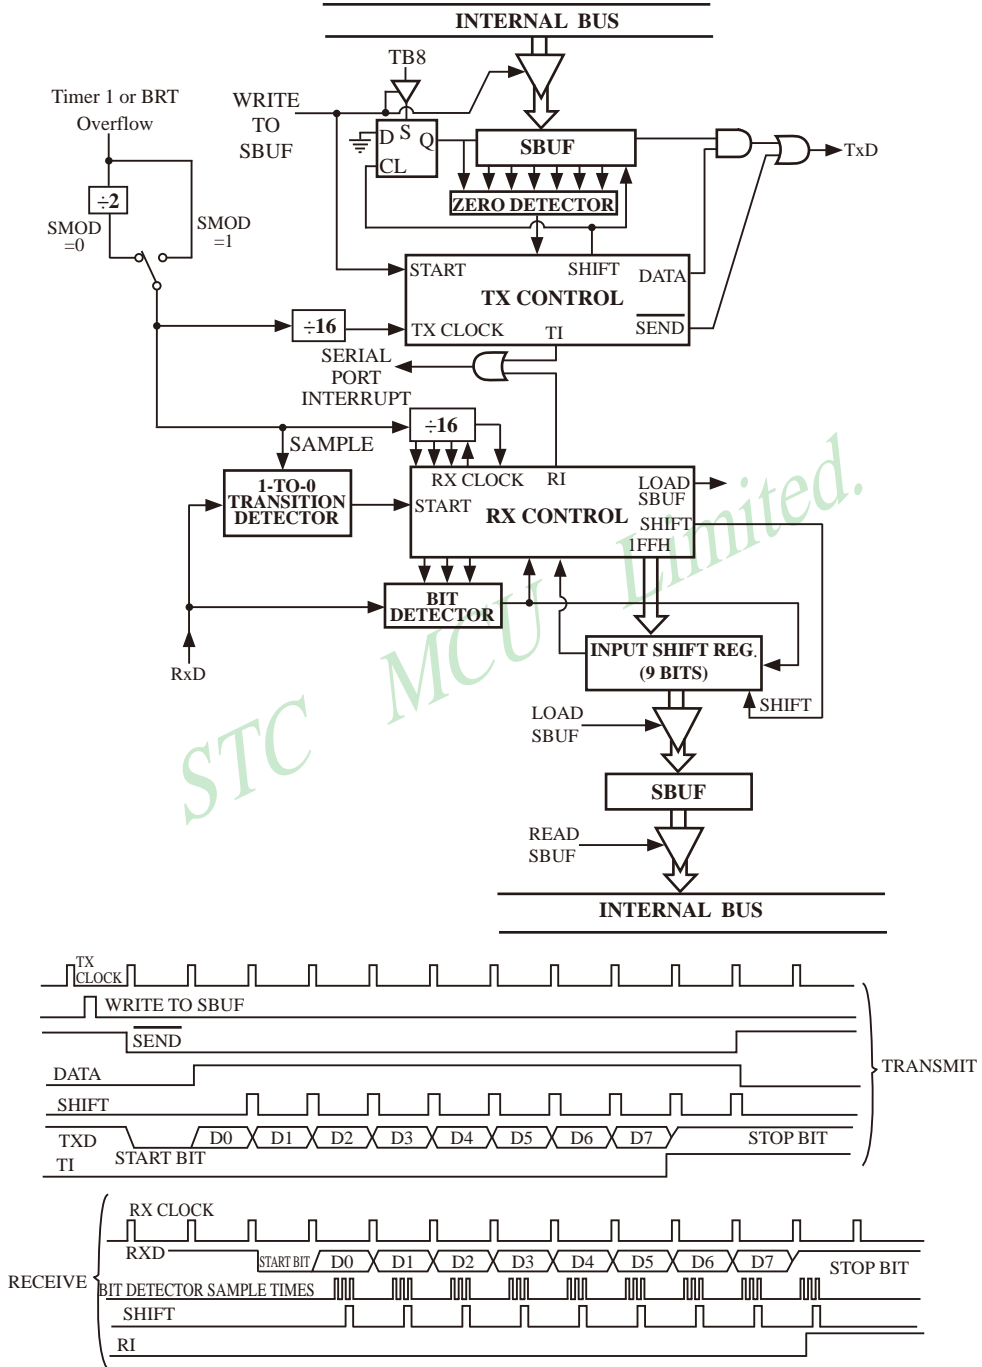 INTERNAL BUS
TB8
Timer 1 or BRT
Overflow
WRITE
TO
SBUF
D
S
Q
CL
SBUF
TxD
÷2
ZERO DETECTOR
SMOD
=0
SMOD
=1
START
SHIFT
DATA
TX CONTROL
÷16
TX CLOCK
TI
SEND
SERIAL
PORT
INTERRUPT
÷16
SAMPLE
1-TO-0
TRANSITION
DETECTOR
RX CLOCK
RI
LOAD
SBUF
START
RX CONTROL
SHIFT
1FFH
BIT
DETECTOR
RxD
INPUT SHIFT REG.
(9 BITS)
SHIFT
LOAD
SBUF
SBUF
READ
SBUF
INTERNAL BUS
STC MCU Limited.
TX
CLOCK
WRITE TO SBUF
SEND
DATA
TRANSMIT
SHIFT
TXD
START BIT
D0 D1 D2 D3 D4 D5 D6 D7
STOP BIT
TI
RX CLOCK
RXD
START BIT
D0 D1 D2 D3 D4 D5 D6 D7
STOP BIT
RECEIVE
BIT DETECTOR SAMPLE TIMES
SHIFT
RI